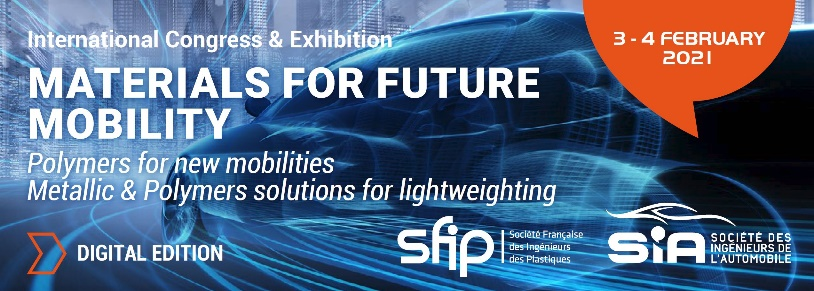 International Congress & Exhibition
3 - 4 FEBRUARY
2021
MATERIALS FOR FUTURE
MOBILITY
Polymers for new mobilities
Metallic & Polymers solutions for lightweighting
DIGITAL EDITION
sfip
Société Française
des Ingénieurs
des Plastiques
SiA
SOCIÉTÉ DES
INGÉNIEURS DE
L'AUTOMOBILE